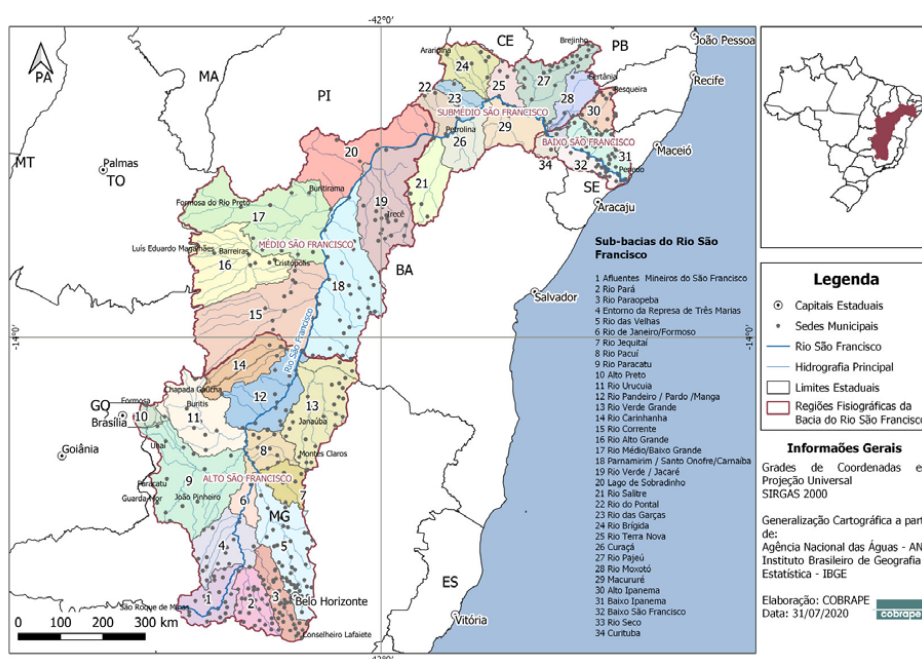 -42°0'
PA
MA
PI
CE
PB
MT
TO
Palmas
João Pessoa
Recife
Maceió
SE
Aracaju
BA
Salvador
GO
Brasília
Goiânia
MG
Belo Horizonte
ES
Vitória
-14°0'
-14°0'
Araripina
Brejinho
Sertânia
Pesqueira
24
25
27
22
23
28
30
SUBMÉDIO SÃO FRANCISCO
Petrolina
26
29
BAIXO SÃO FRANCISCO
34
32
31
Penedo
20
21
19
Irecê
Buritirama
Formosa do Rio Preto
17
MÉDIO SÃO FRANCISCO
Luís Eduardo Magalhães
Barreiras
Cristópolis
16
18
15
Rio São Francisco
14
Chapada Gaúcha
12
13
Formosa
Buritis
10
11
Janaúba
Unaí
8
Montes Claros
ALTO SÃO FRANCISCO
9
Paracatu
João Pinheiro
Guarda-Mor
7
6
4
5
São Roque de Minas
1
2
3
Conselheiro Lafaiete
0
100
200
300 km
Sub-bacias do Rio São
Francisco
1 Afluentes Mineiros do São Francisco
2 Rio Pará
3 Rio Paraopeba
4 Entorno da Represa de Três Marias
5 Rio das Velhas
6 Rio de Janeiro/Formoso
7 Rio Jequitaí
8 Rio Pacuí
9 Rio Paracatu
10 Alto Preto
11 Rio Urucuia
12 Rio Pandeiro / Pardo /Manga
13 Rio Verde Grande
14 Rio Carinhanha
15 Rio Corrente
16 Rio Alto Grande
17 Rio Médio/Baixo Grande
18 Parnamirim / Santo Onofre/Carnaíba
19 Rio Verde / Jacaré
20 Lago de Sobradinho
21 Rio Salitre
22 Rio do Pontal
23 Rio das Garças
24 Rio Brígida
25 Rio Terra Nova
26 Curaçá
27 Rio Pajeú
28 Rio Moxotó
29 Macururé
30 Alto Ipanema
31 Baixo Ipanema
32 Baixo São Francisco
33 Rio Seco
34 Curituba
Legenda
Capitais Estaduais
Sedes Municipais
Rio São Francisco
Hidrografia Principal
Limites Estaduais
Regiões Fisiográficas da
Bacia do Rio São Francisco
Informaões Gerais
Grades de Coordenadas e
Projeção Universal
SIRGAS 2000
Generalização Cartográfica a part
de:
Agência Nacional das Águas - AN
Instituto Brasileiro de Geografia
Estatística - IBGE
Elaboração: COBRAPE
Data: 31/07/2020
cobrape